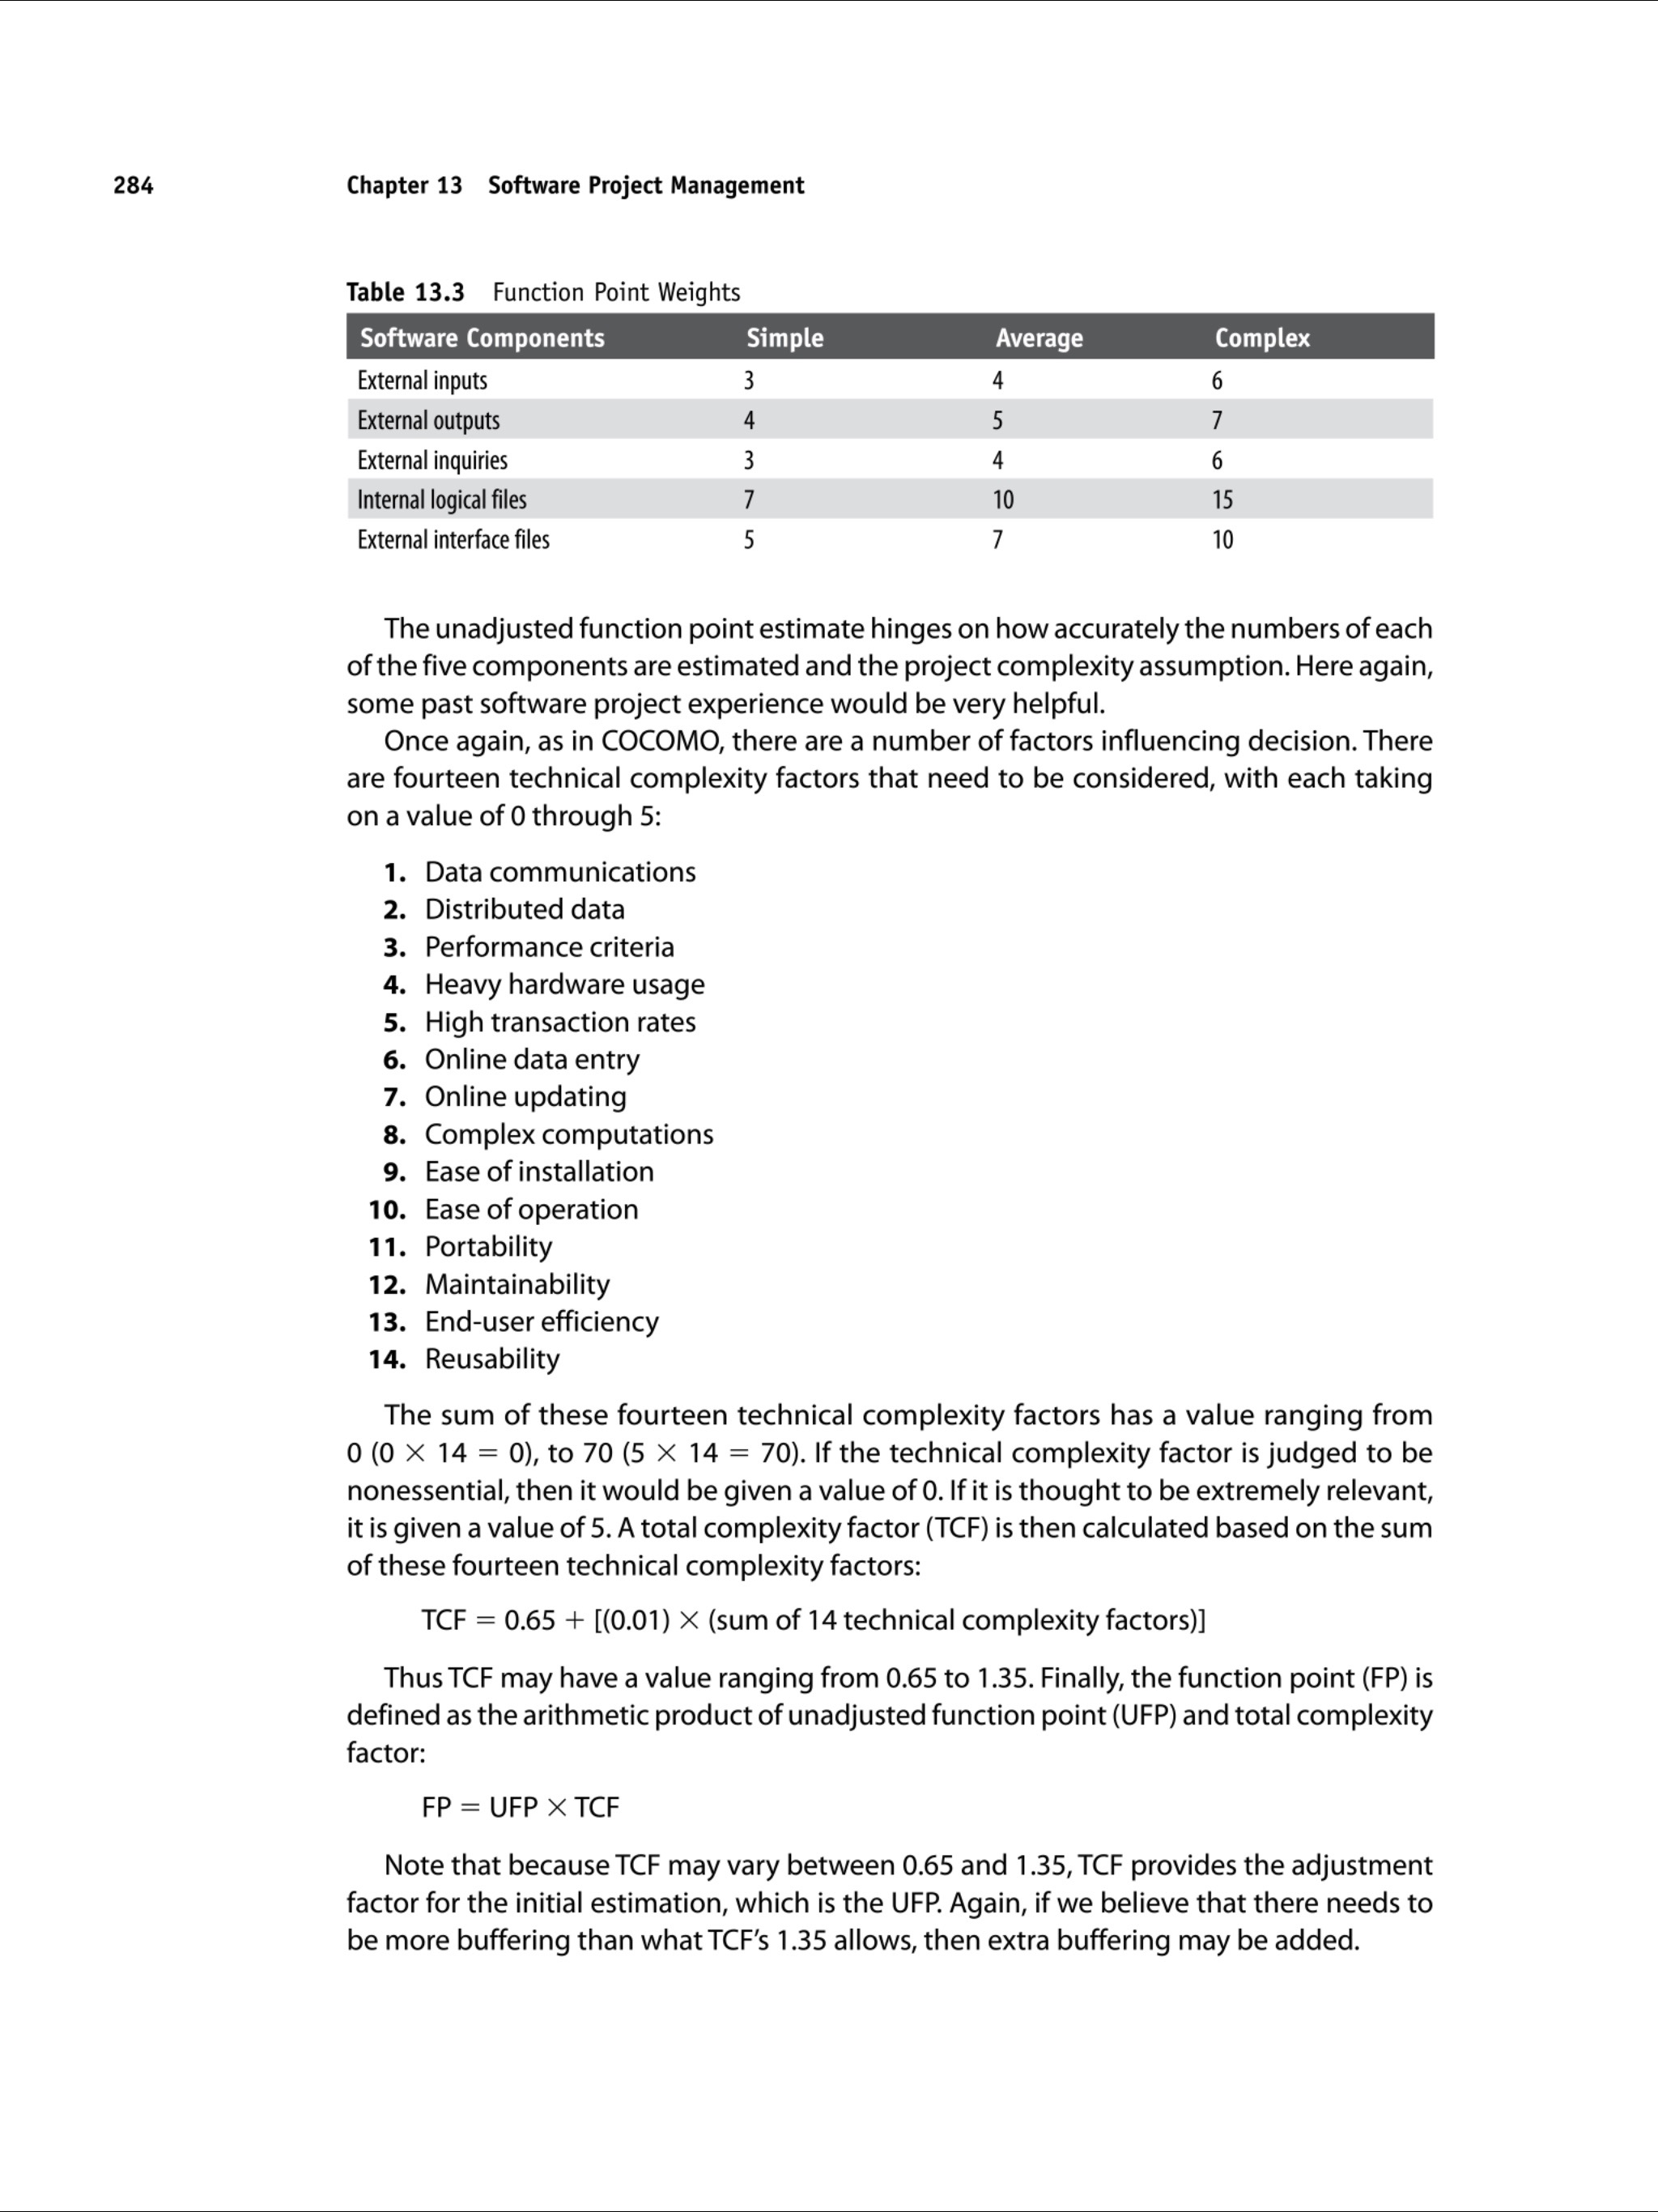 284 Chapter 13 Software Project Management
Table 13.3 Function Point Weights
Software Components Simple Average Complex
External inputs 3 4 6
External outputs 4 5 7
External inquiries 3 4 6
Internal logical files 7 10 15
External interface files 5 7 10
The unadjusted function point estimate hinges on how accurately the numbers of each
of the five components are estimated and the project complexity assumption. Here again,
some past software project experience would be very helpful.
Once again, as in COCOMO, there are a number of factors influencing decision. There
are fourteen technical complexity factors that need to be considered, with each taking
on a value of 0 through 5:
1. Data communications
2. Distributed data
3. Performance criteria
4. Heavy hardware usage
5. High transaction rates
6. Online data entry
7. Online updating
8. Complex computations
9. Ease of installation
10. Ease of operation
11. Portability
12. Maintainability
13. End-user efficiency
14. Reusability
The sum of these fourteen technical complexity factors has a value ranging from
0 (0 × 14 = 0), to 70 (5 × 14 = 70). If the technical complexity factor is judged to be
nonessential, then it would be given a value of 0. If it is thought to be extremely relevant,
it is given a value of 5. A total complexity factor (TCF) is then calculated based on the sum
of these fourteen technical complexity factors:
TCF = 0.65 + [(0.01) × (sum of 14 technical complexity factors)]
Thus TCF may have a value ranging from 0.65 to 1.35. Finally, the function point (FP) is
defined as the arithmetic product of unadjusted function point (UFP) and total complexity
factor:
FP = UFP × TCF
Note that because TCF may vary between 0.65 and 1.35, TCF provides the adjustment
factor for the initial estimation, which is the UFP. Again, if we believe that there needs to
be more buffering than what TCF’s 1.35 allows, then extra buffering may be added.